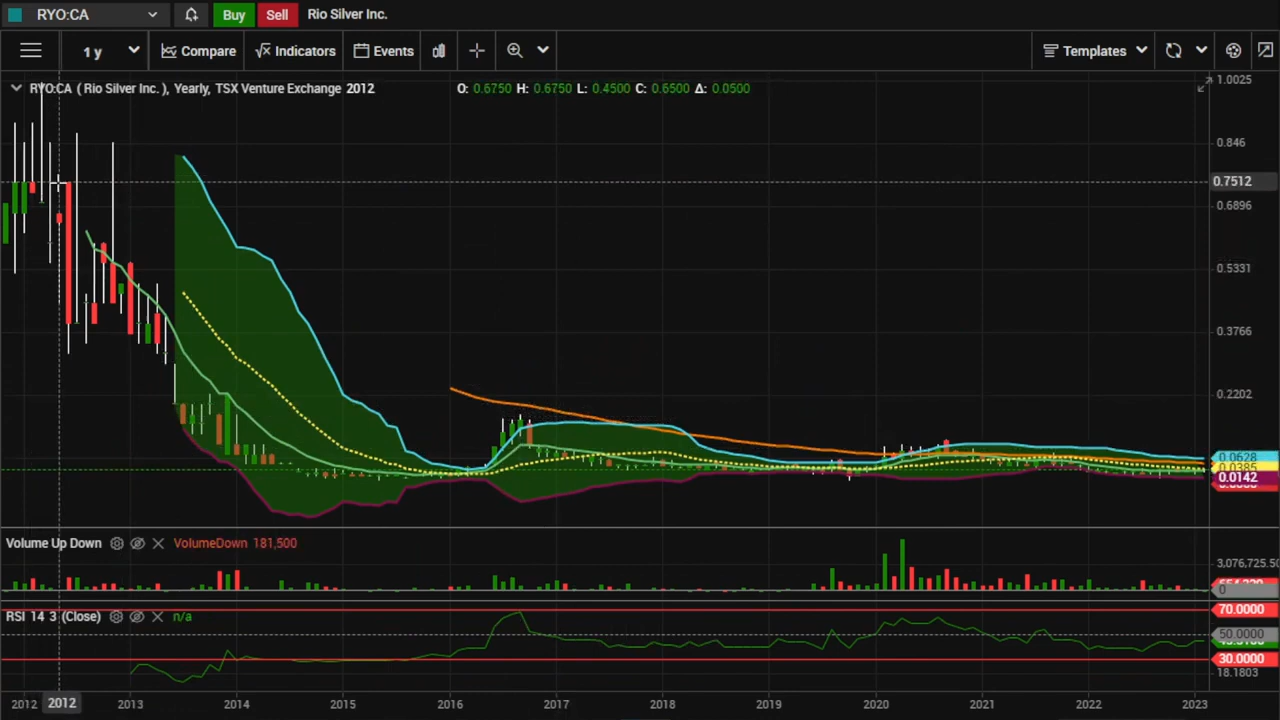 RYO:CA Buy Sell Rio Silver Inc.
1 y Compare Indicators Events Templates
RYO:CA ( Rio Silver Inc. ), Yearly, TSX Venture Exchange 2012 O: 0.6750 H: 0.6750 L: 0.4500 C: 0.6500 Δ: 0.0500
1.0025
0.846
0.7512
0.6896
0.5331
0.3766
0.2202
0.0628
0.0385
0.0142
Volume Up Down VolumeDown 181,500
3,076,725.50
0
RSI 14 3 (Close) n/a
70.0000
50.0000
30.0000
18.1803
2012 2012 2013 2014 2015 2016 2017 2018 2019 2020 2021 2022 2023